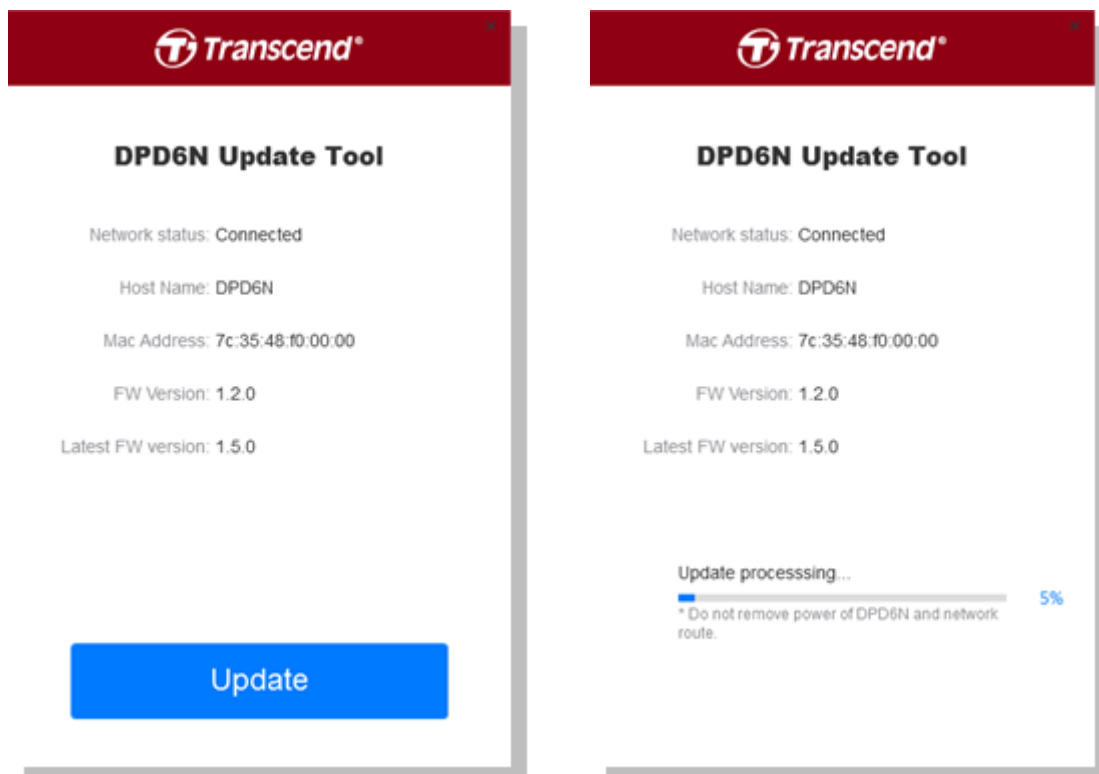 Transcend®
DPD6N Update Tool
Network status: Connected
Host Name: DPD6N
Mac Address: 7c:35:48:f0:00:00
FW Version: 1.2.0
Latest FW version: 1.5.0
Update
Transcend®
DPD6N Update Tool
Network status: Connected
Host Name: DPD6N
Mac Address: 7c:35:48:f0:00:00
FW Version: 1.2.0
Latest FW version: 1.5.0
Update processsing...
5%
* Do not remove power of DPD6N and network
route.